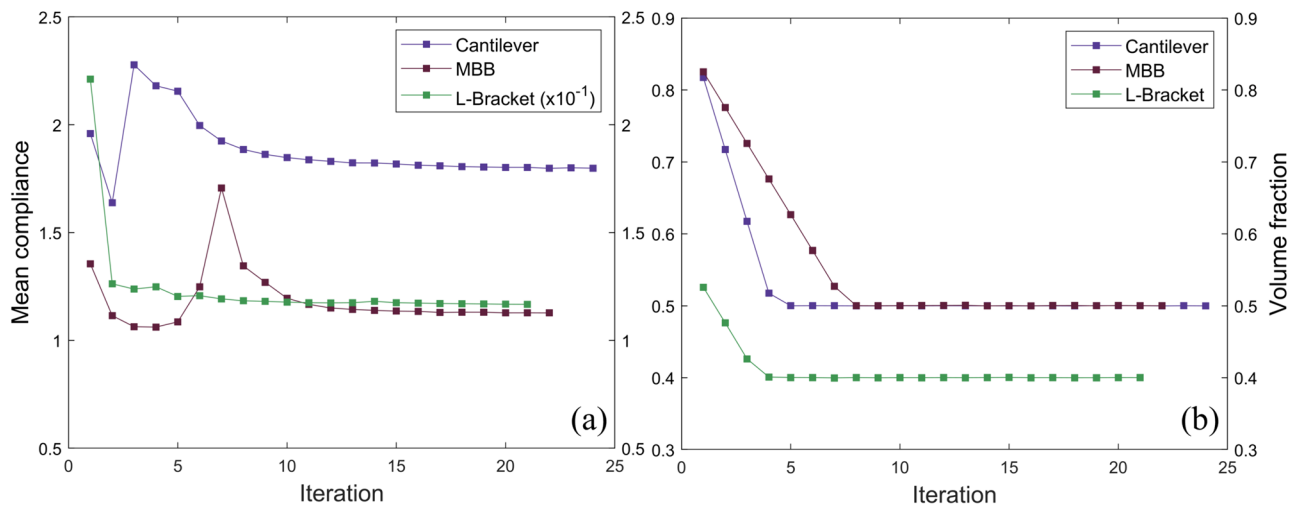 2.5
2
1.5
1
0.5
Mean compliance
2.5
2
1.5
1
0.5
Cantilever
MBB
L-Bracket (x10⁻¹)
(a)
0 5 10 15 20 25
Iteration
0.9
0.8
0.7
0.6
0.5
0.4
0.3
Cantilever
MBB
L-Bracket
(b)
0.9
0.8
0.7
0.6
0.5
0.4
0.3
Volume fraction
0 5 10 15 20 25
Iteration